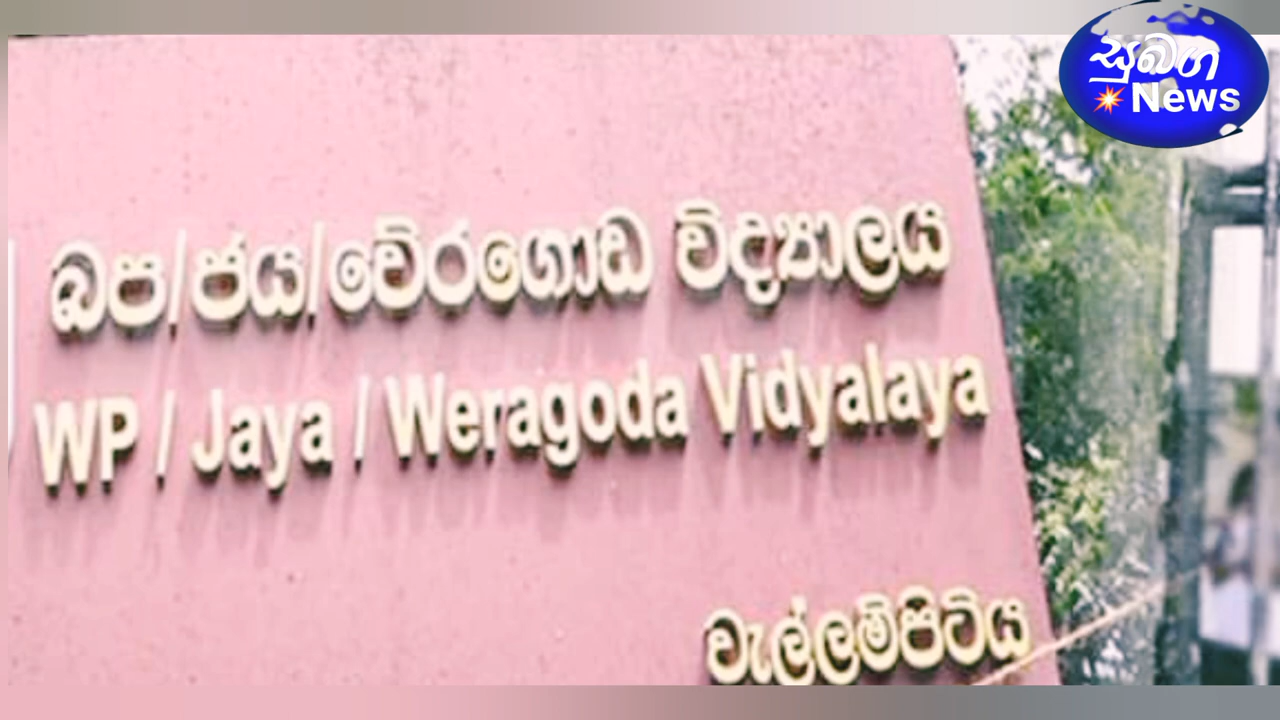 සුබග
News
බප/ජය/වේරගොඩ විද්‍යාලය
WP / Jaya / Weragoda Vidyalaya
වැල්ලම්පිටිය